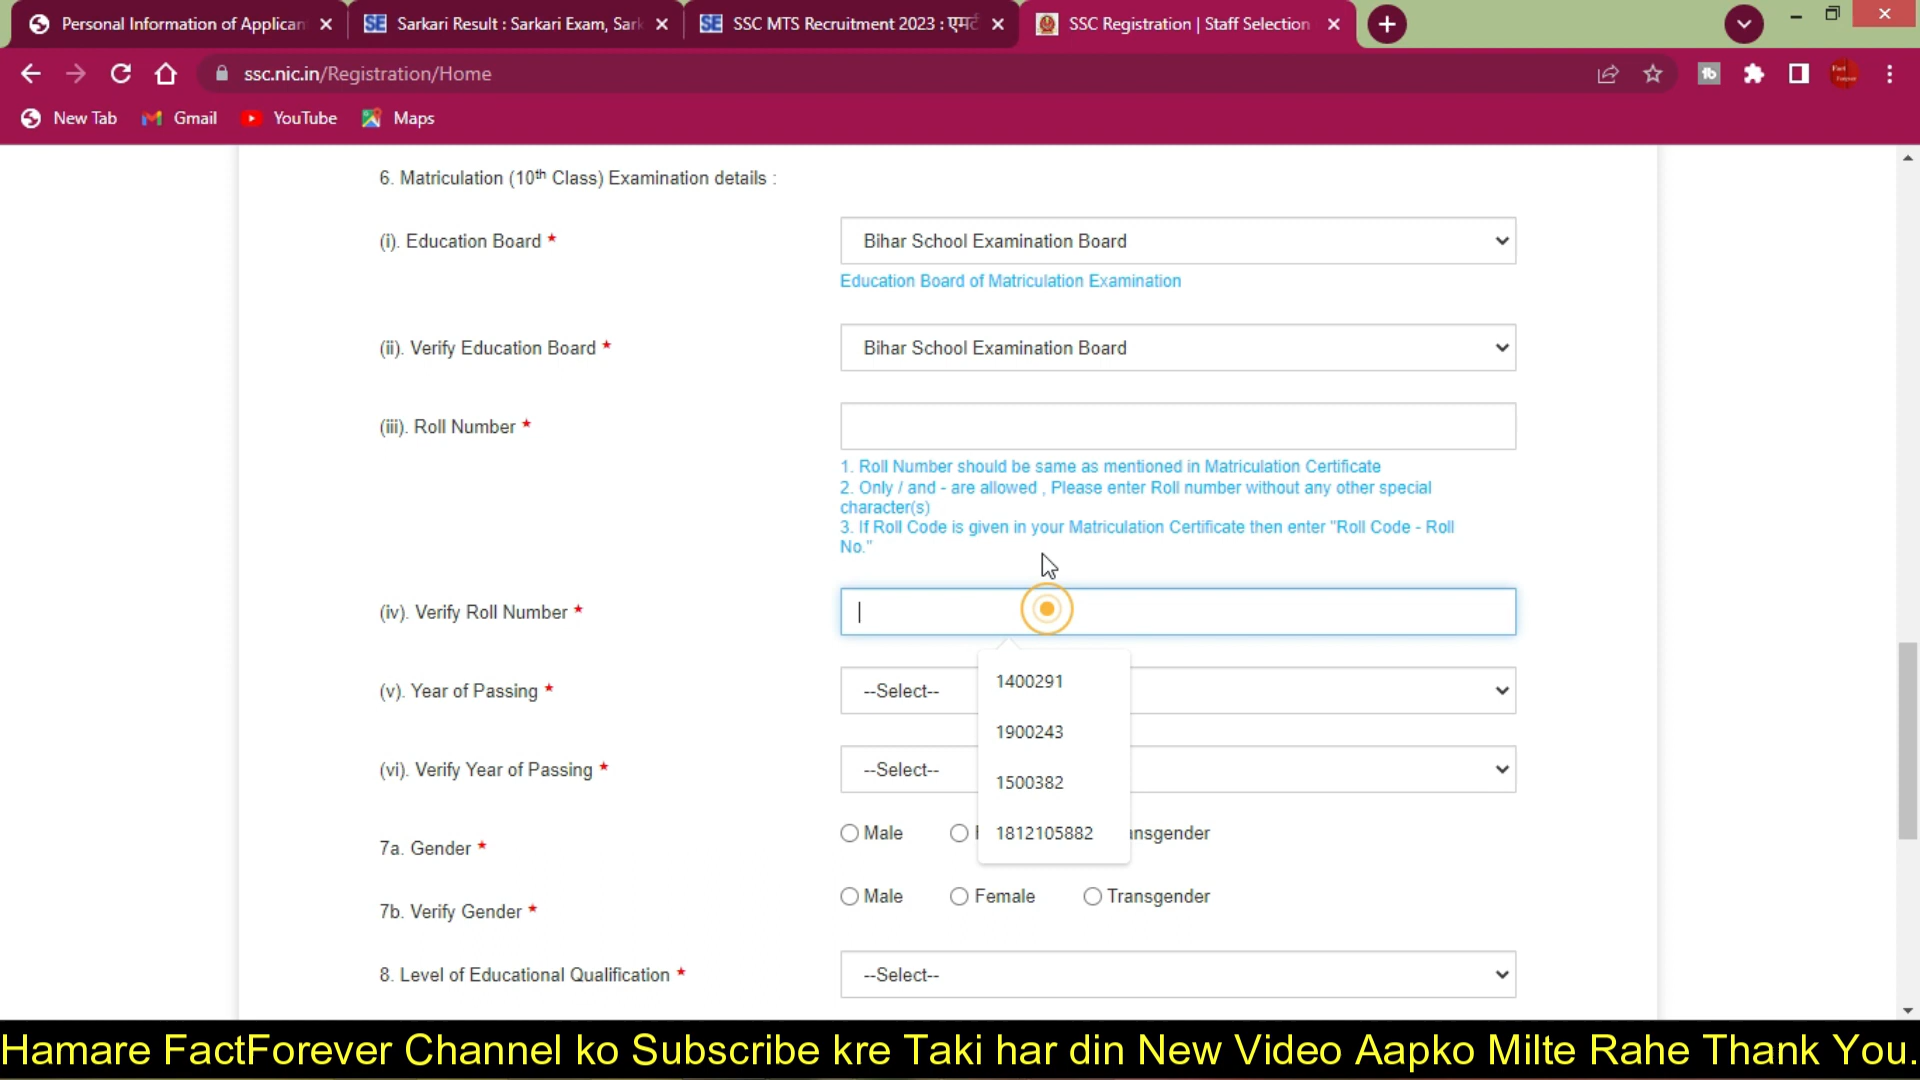 Personal Information of Applican
Sarkari Result : Sarkari Exam, Sark
SSC MTS Recruitment 2023 : एमट
SSC Registration | Staff Selection
ssc.nic.in/Registration/Home
New Tab
Gmail
YouTube
Maps
6. Matriculation (10th Class) Examination details :
(i). Education Board *
Bihar School Examination Board
Education Board of Matriculation Examination
(ii). Verify Education Board *
Bihar School Examination Board
(iii). Roll Number *
1. Roll Number should be same as mentioned in Matriculation Certificate
2. Only / and - are allowed , Please enter Roll number without any other special
character(s)
3. If Roll Code is given in your Matriculation Certificate then enter "Roll Code - Roll
No."
(iv). Verify Roll Number *
1400291
(v). Year of Passing *
--Select--
1900243
(vi). Verify Year of Passing *
--Select--
1500382
7a. Gender *
Male
1812105882
ansgender
7b. Verify Gender *
Male
Female
Transgender
8. Level of Educational Qualification *
--Select--
Hamare FactForever Channel ko Subscribe kre Taki har din New Video Aapko Milte Rahe Thank You.